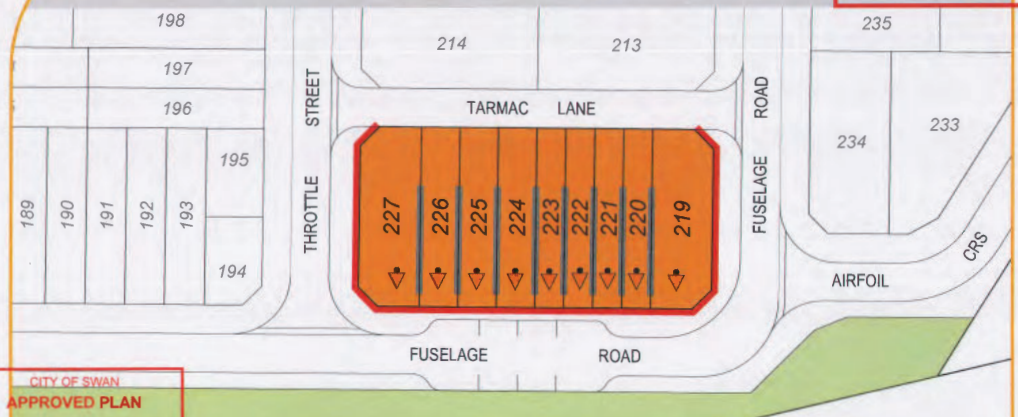 198
235
214
213
197
STREET
ROAD
196
TARMAC LANE
233
234
195
189
190
191
192
193
THROTTLE
227
226
225
224
223
222
221
220
219
FUSELAGE
CRS
194
AIRFOIL
FUSELAGE ROAD
CITY OF SWAN
APPROVED PLAN